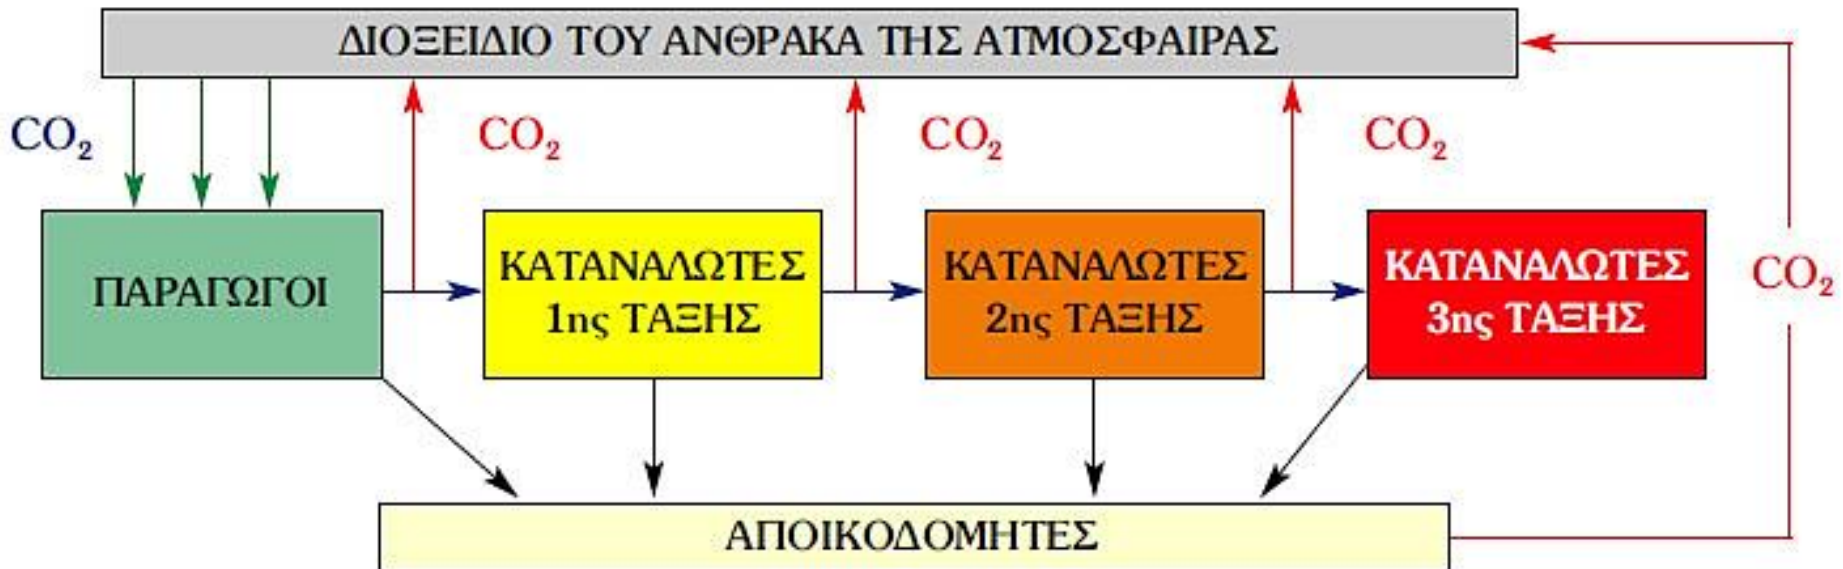 ΔΙΟΞΕΙΔΙΟ ΤΟΥ ΑΝΘΡΑΚΑ ΤΗΣ ΑΤΜΟΣΦΑΙΡΑΣ
CO₂
CO₂
CO₂
CO₂
ΠΑΡΑΓΩΓΟΙ
ΚΑΤΑΝΑΛΩΤΕΣ
1ης ΤΑΞΗΣ
ΚΑΤΑΝΑΛΩΤΕΣ
2ης ΤΑΞΗΣ
ΚΑΤΑΝΑΛΩΤΕΣ
3ης ΤΑΞΗΣ
CO₂
ΑΠΟΙΚΟΔΟΜΗΤΕΣ